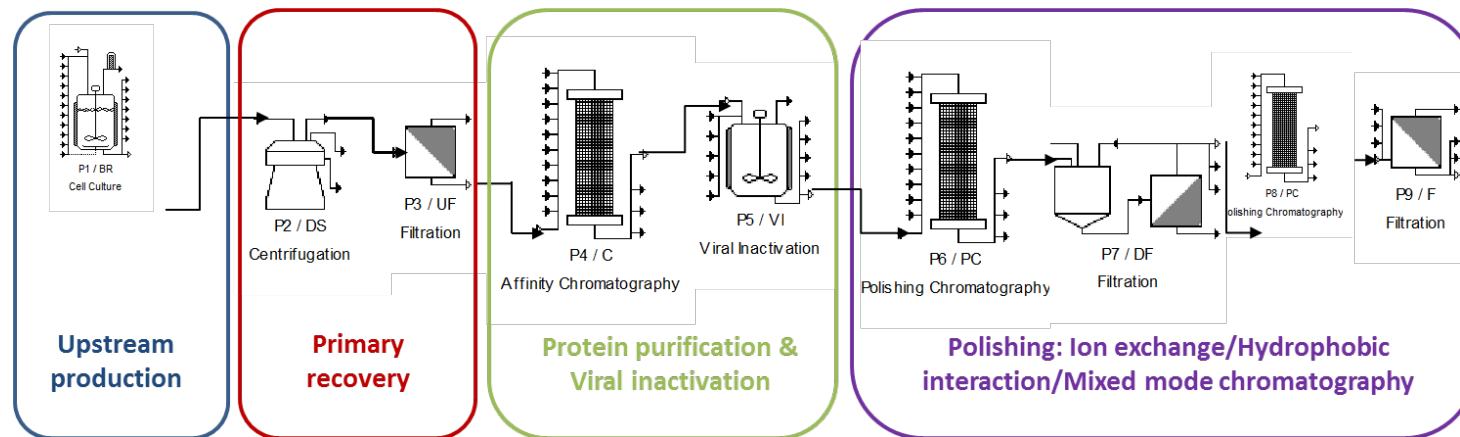 P1 / BR
Cell Culture
P2 / DS
Centrifugation
P3 / UF
Filtration
P4 / C
Affinity Chromatography
P5 / VI
Viral Inactivation
P6 / PC
Polishing Chromatography
P7 / DF
Filtration
P8 / PC
olishing Chromatography
P9 / F
Filtration
Upstream
production
Primary
recovery
Protein purification &
Viral inactivation
Polishing: Ion exchange/Hydrophobic
interaction/Mixed mode chromatography